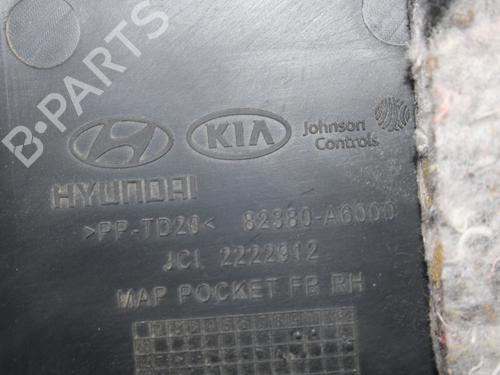 B-PARTS
KIA
Johnson
Controls
HYUNDAI
>PP-TD20< 82380-A6000
JCI. 2222912
MAP POCKET FR RH